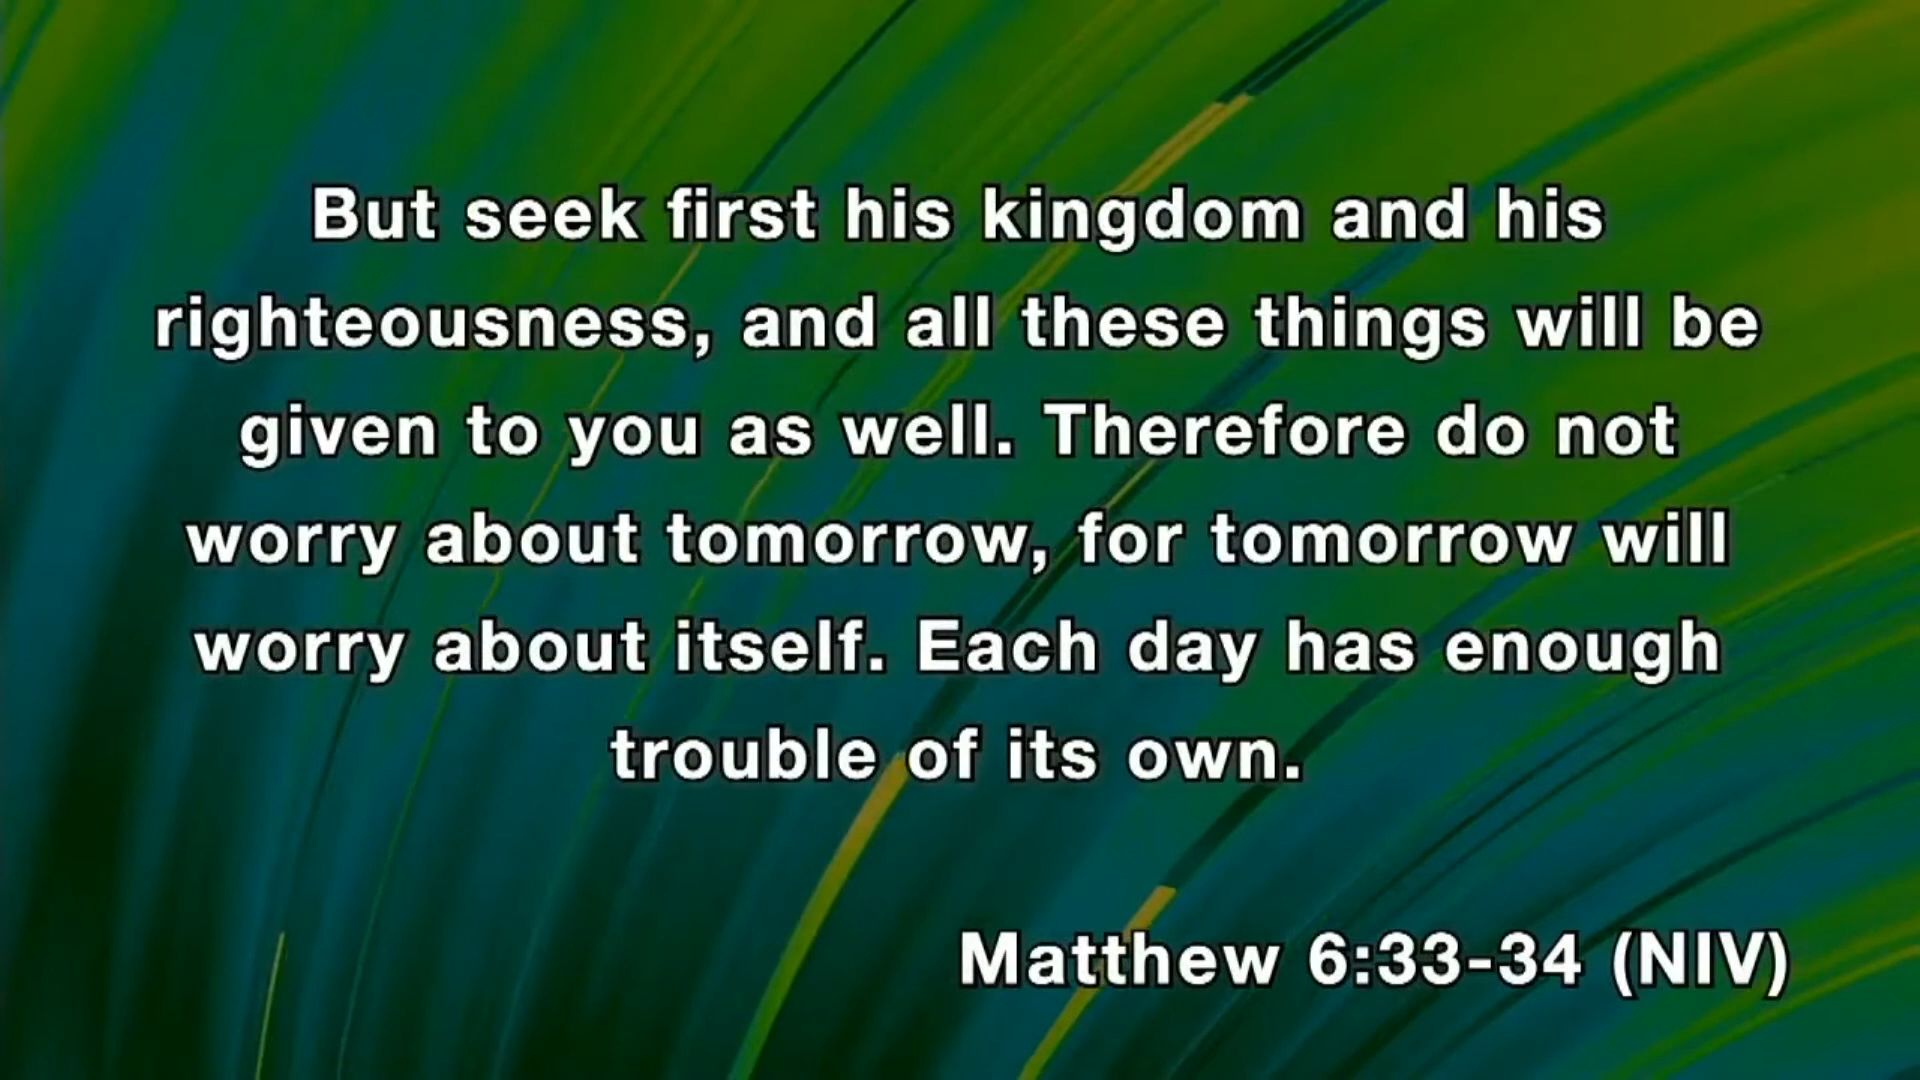 But seek first his kingdom and his
righteousness, and all these things will be
given to you as well. Therefore do not
worry about tomorrow, for tomorrow will
worry about itself. Each day has enough
trouble of its own.
Matthew 6:33-34 (NIV)